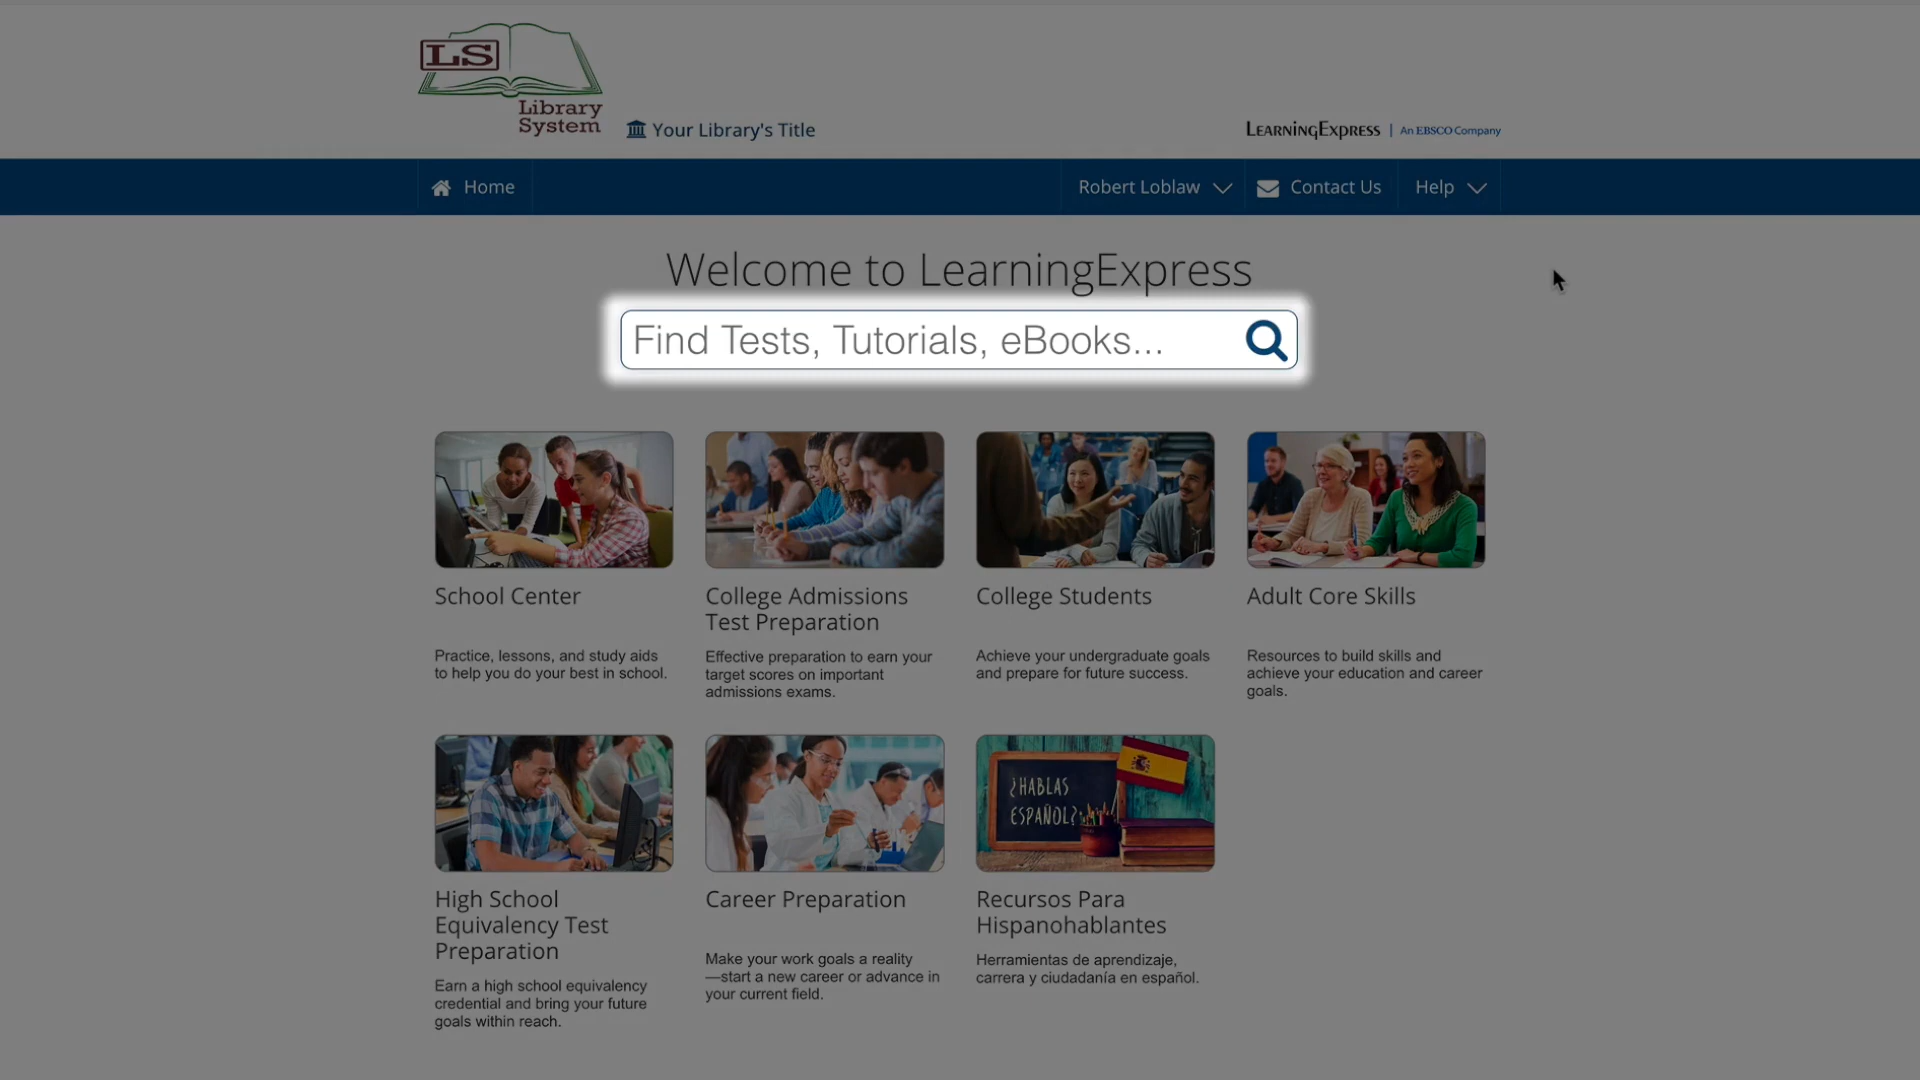 LS
Library
System
Your Library's Title
LEARNINGEXPRESS | An EBSCO Company
Home
Robert Loblaw
Contact Us
Help
Welcome to LearningExpress
Find Tests, Tutorials, eBooks...
School Center
Practice, lessons, and study aids
to help you do your best in school.
College Admissions
Test Preparation
Effective preparation to earn your
target scores on important
admissions exams.
College Students
Achieve your undergraduate goals
and prepare for future success.
Adult Core Skills
Resources to build skills and
achieve your education and career
goals.
¿HABLAS
ESPAÑOL?
High School
Equivalency Test
Preparation
Earn a high school equivalency
credential and bring your future
goals within reach.
Career Preparation
Make your work goals a reality
—start a new career or advance in
your current field.
Recursos Para
Hispanohablantes
Herramientas de aprendizaje,
carrera y ciudadanía en español.